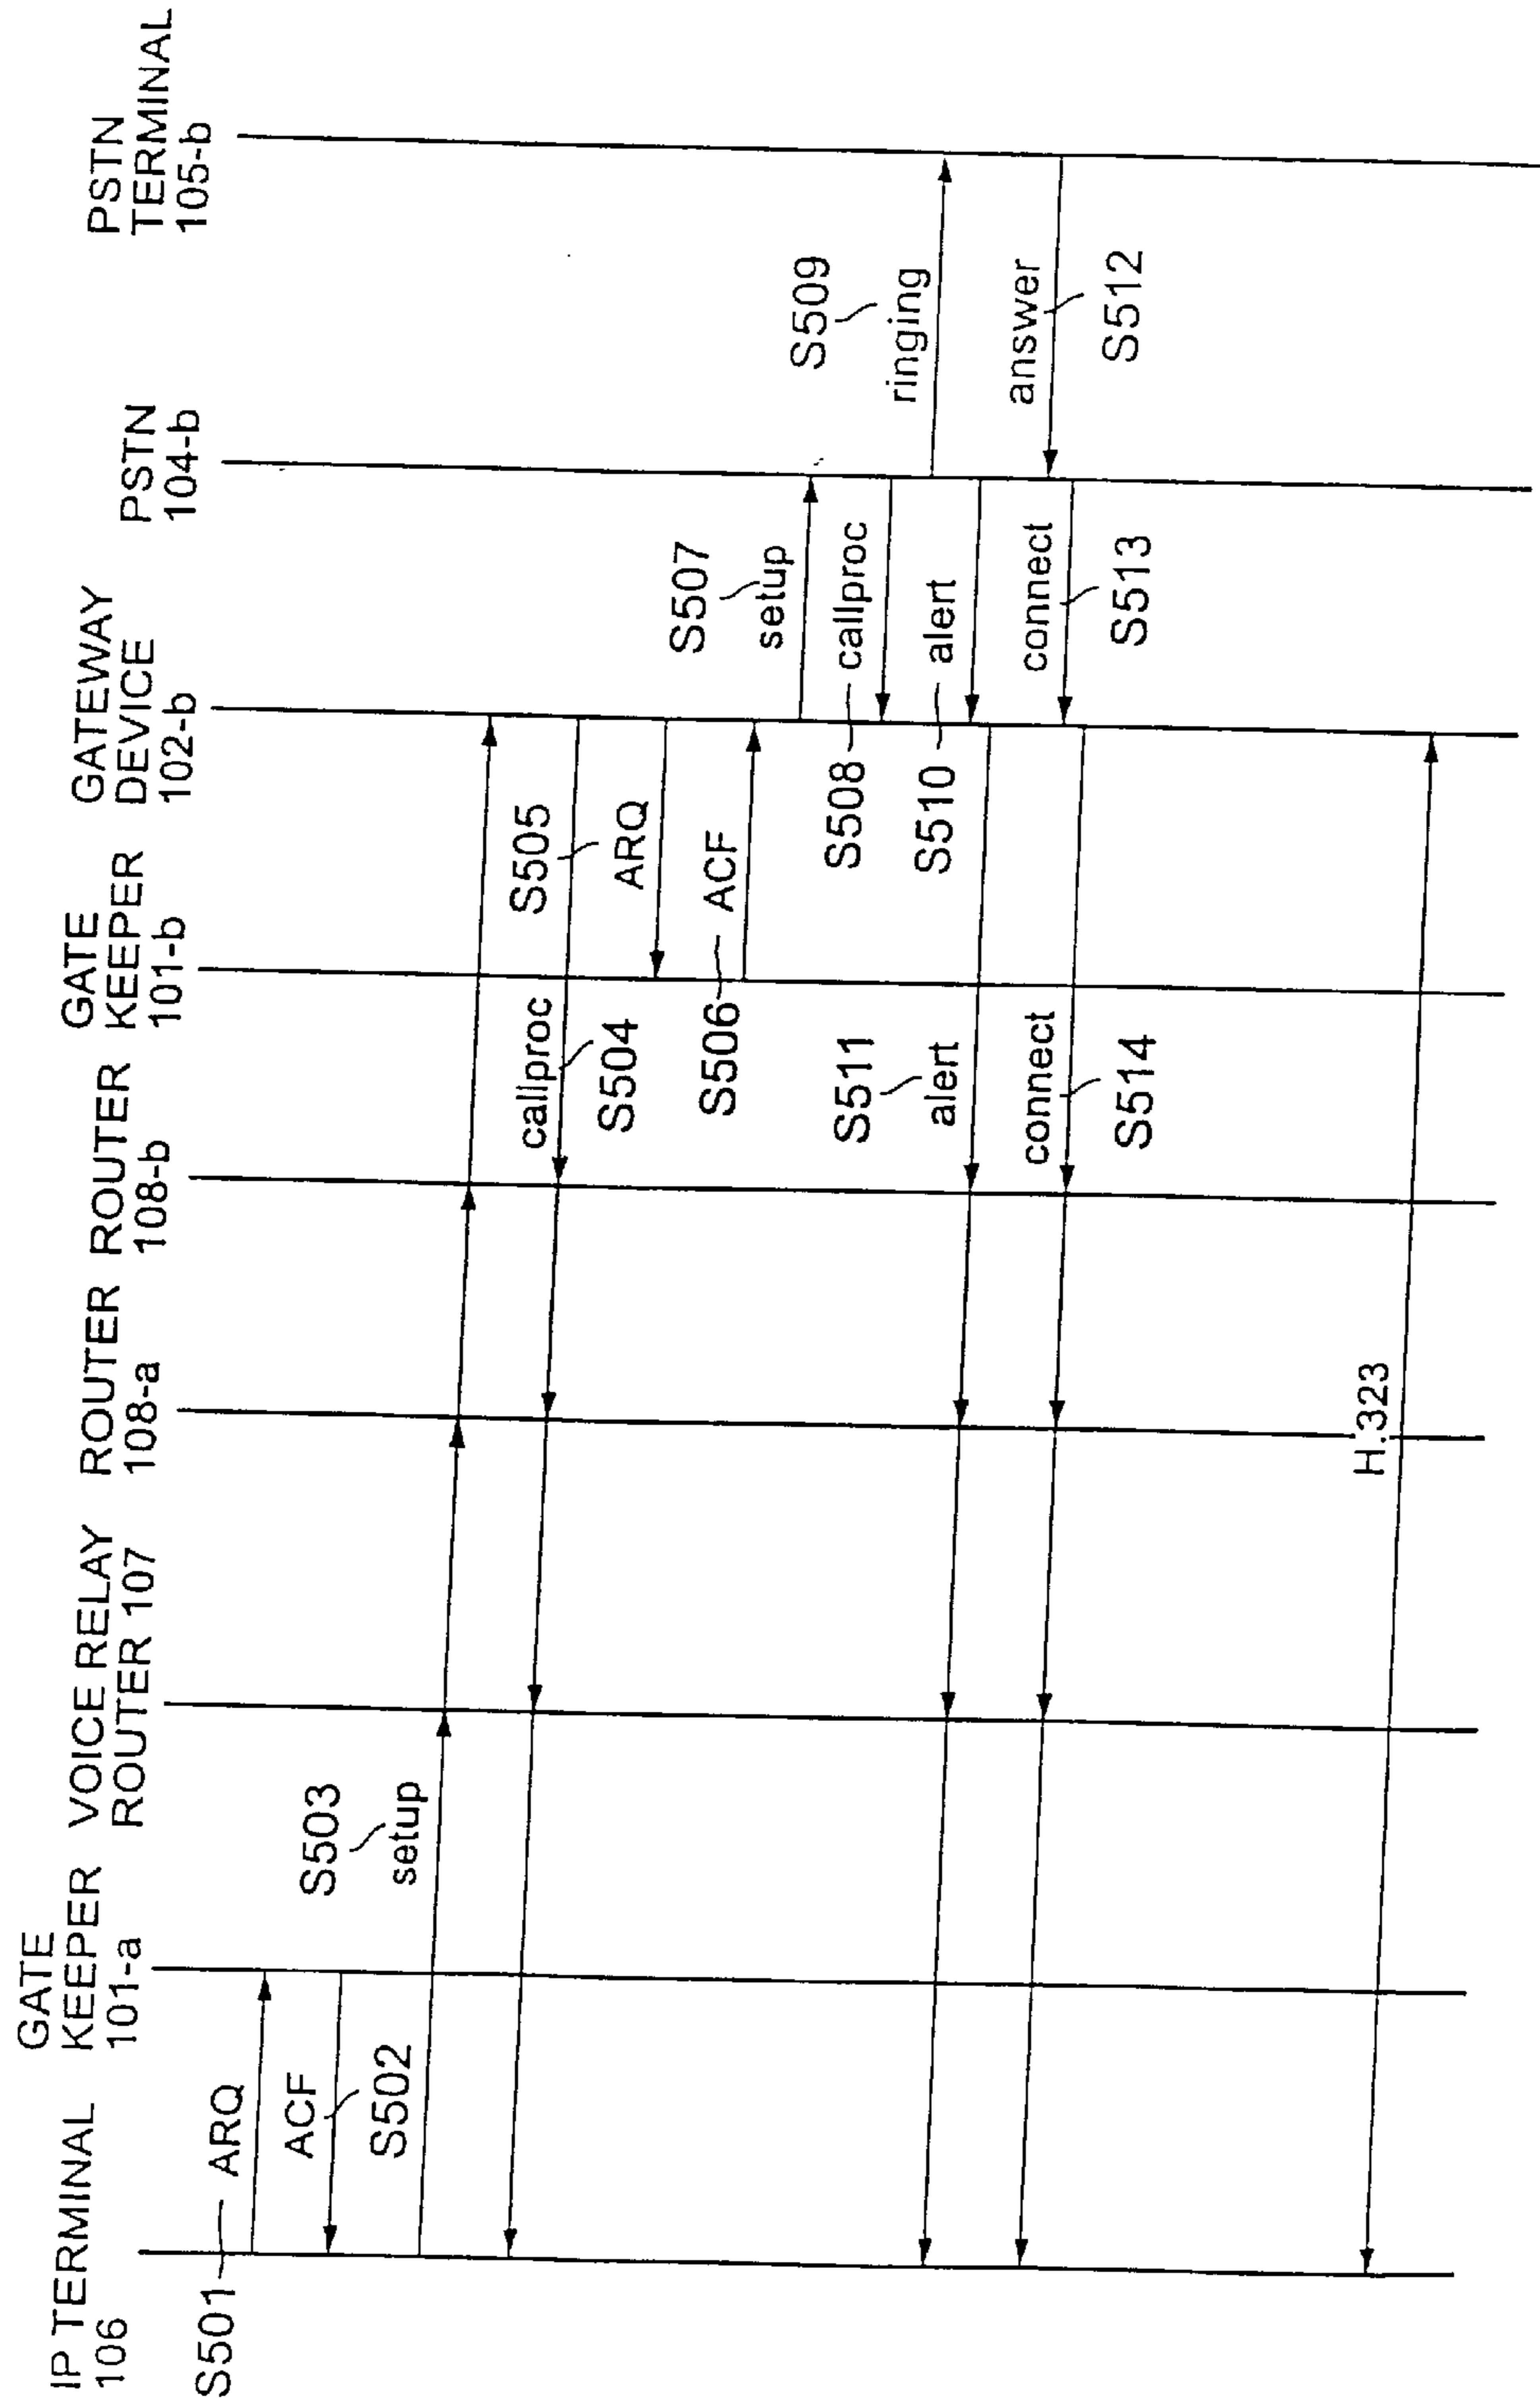 IP TERMINAL
106
GATE
KEEPER
101-a
VOICE RELAY
ROUTER 107
ROUTER
108-a
ROUTER
108-b
GATE
KEEPER
101-b
GATEWAY
DEVICE
102-b
PSTN
104-b
PSTN
TERMINAL
105-b
S501
ARQ
ACF
S502
S503
setup
callproc
S504
S505
ARQ
S506
ACF
S507
setup
S508
callproc
S509
ringing
S510
alert
S511
alert
answer
S512
connect
S513
connect
S514
H.323